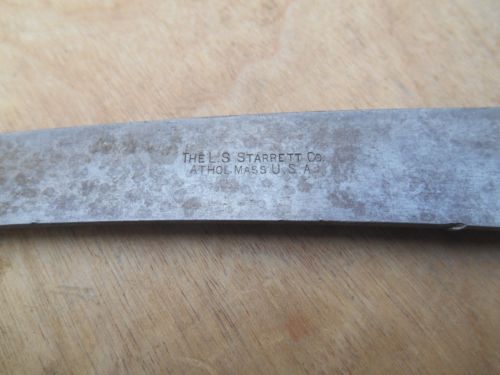 THE L.S. STARRETT CO.
ATHOL, MASS. U.S.A.